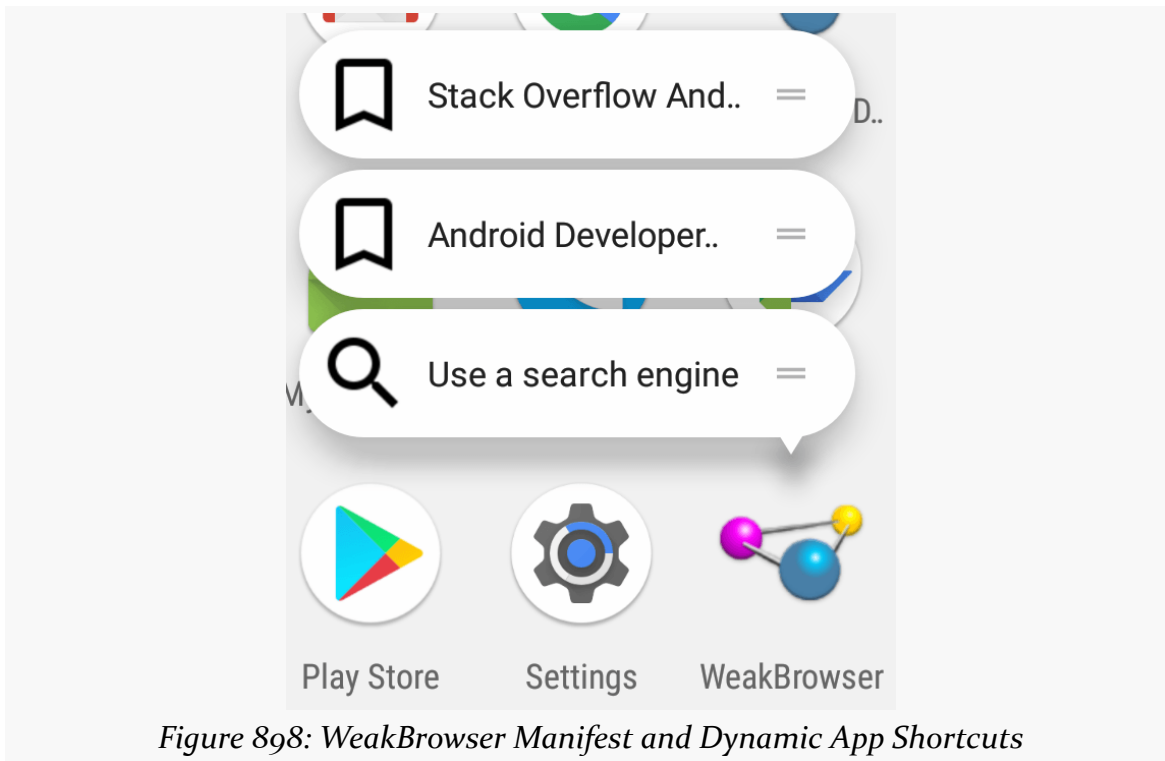 Stack Overflow And..
D..
Android Developer..
Use a search engine
My
Play Store
Settings
WeakBrowser
Figure 898: WeakBrowser Manifest and Dynamic App Shortcuts